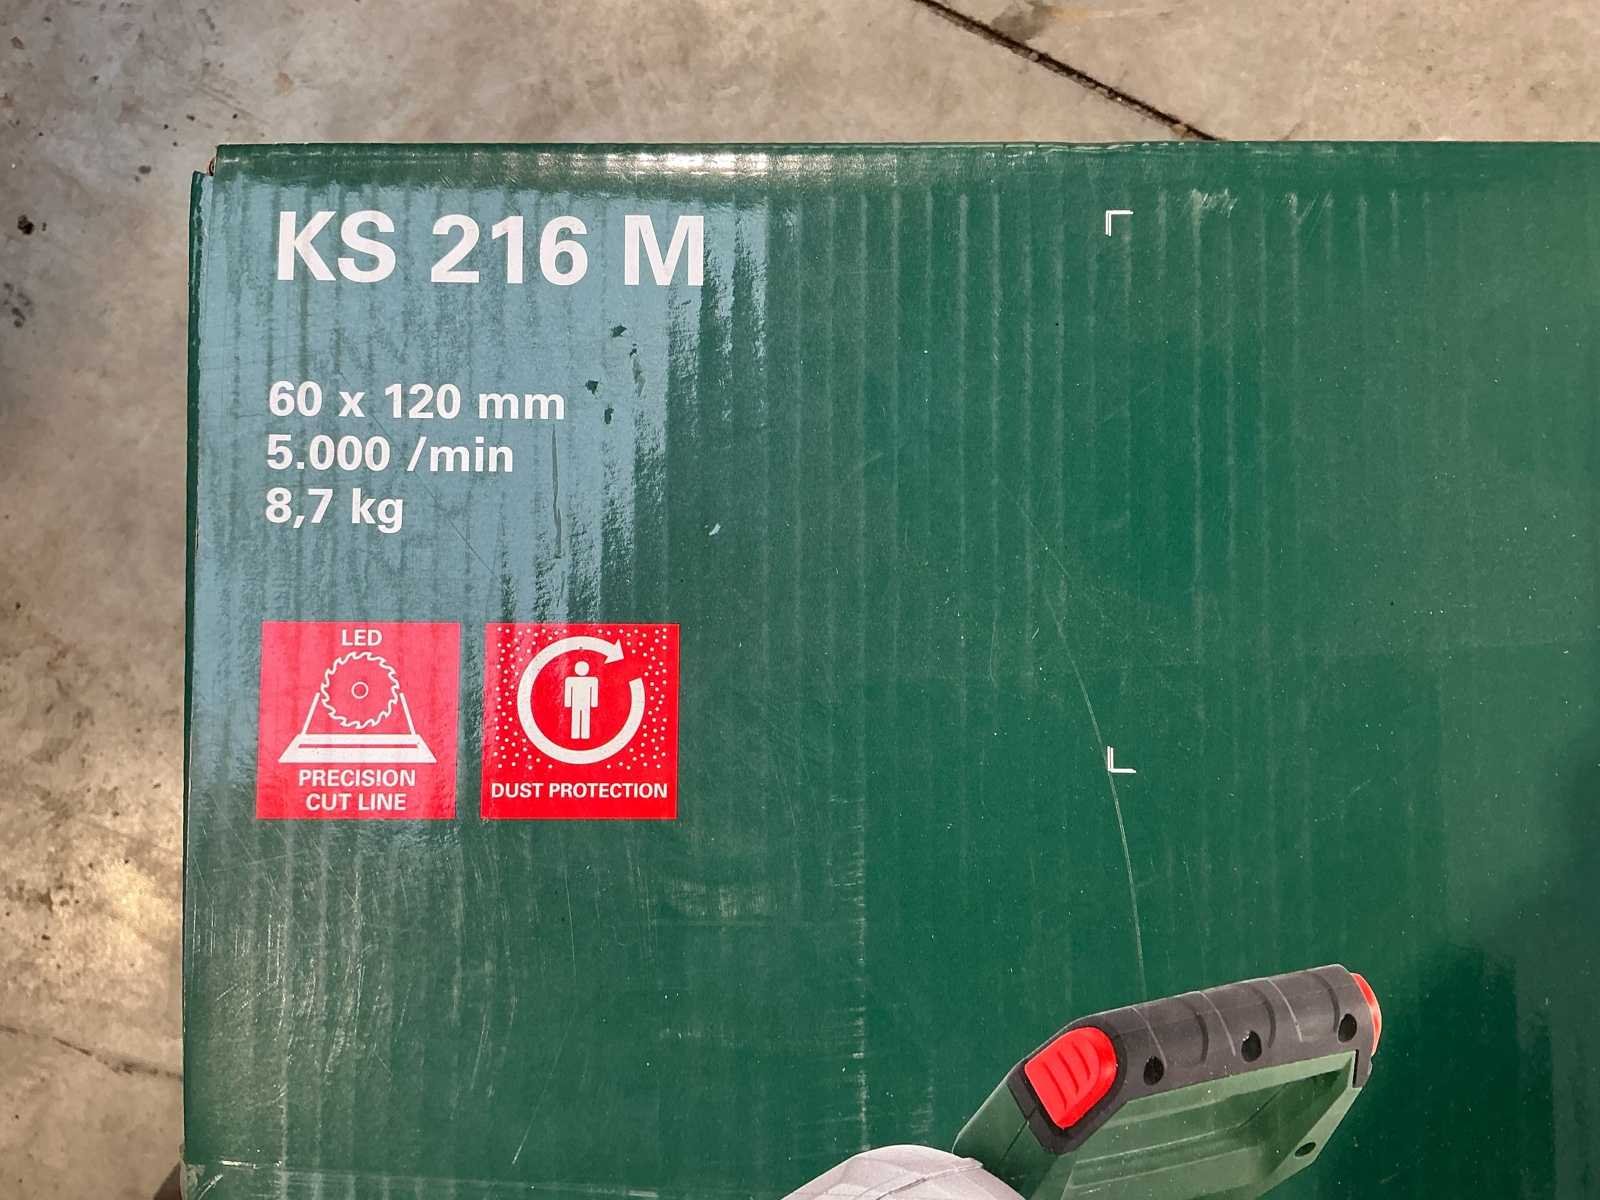 KS 216 M
60 x 120 mm
5.000 /min
8,7 kg
LED
PRECISION
CUT LINE
DUST PROTECTION